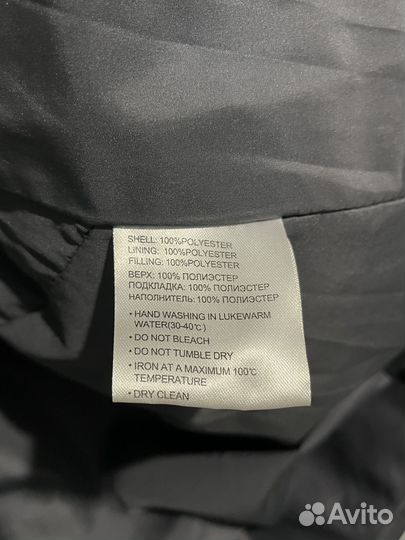 SHELL: 100%POLYESTER
LINING: 100%POLYESTER
FILLING: 100%POLYESTER
ВЕРХ: 100% ПОЛИЭСТЕР
ПОДКЛАДКА: 100% ПОЛИЭСТЕР
НАПОЛНИТЕЛЬ: 100% ПОЛИЭСТЕР
• HAND WASHING IN LUKEWARM
WATER(30-40℃)
• DO NOT BLEACH
• DO NOT TUMBLE DRY
• IRON AT A MAXIMUM 100℃
TEMPERATURE
• DRY CLEAN
Avito